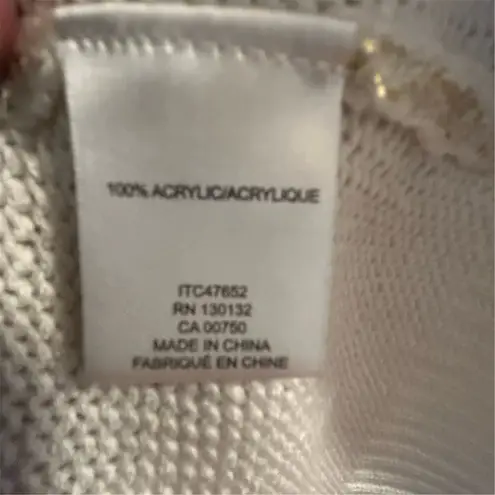 100% ACRYLIC/ACRYLIQUE
ITC47652
RN 130132
CA 00750
MADE IN CHINA
FABRIQUÉ EN CHINE